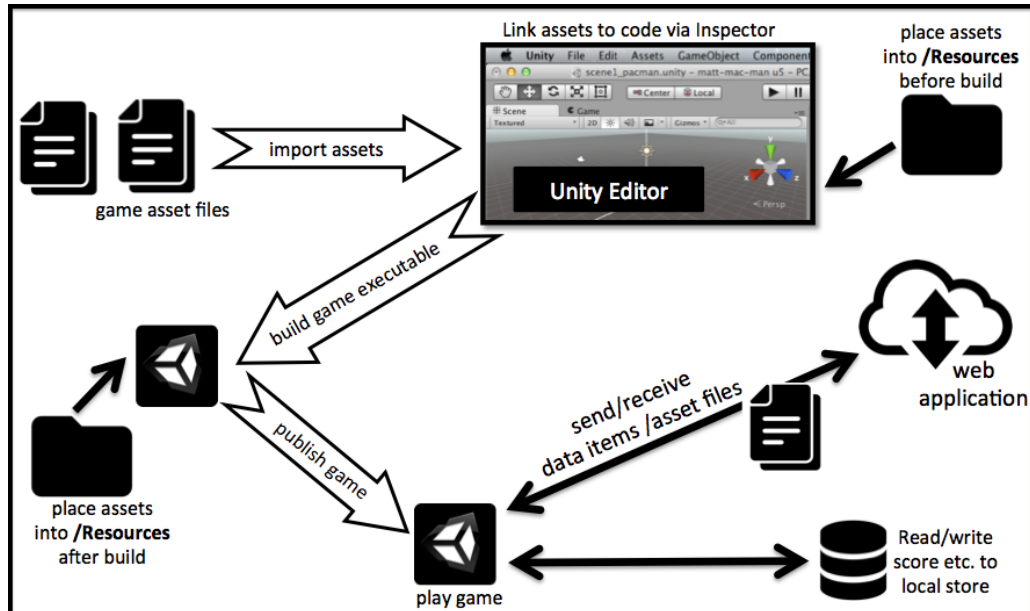 Link assets to code via Inspector
place assets
into /Resources
before build
Unity File Edit Assets GameObject Component
scene1_pacman.unity - matt-mac-man u5 - PC,
Center Local
Scene Game
Textured 2D Gizmos All
y
x z
Persp
Unity Editor
import assets
game asset files
build game executable
web
application
send/receive
data items /asset files
publish game
place assets
into /Resources
after build
Read/write
score etc. to
local store
play game